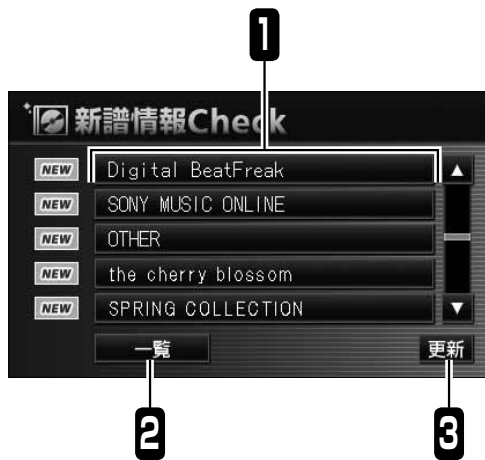 1
新譜情報Check
NEW Digital BeatFreak
NEW SONY MUSIC ONLINE
NEW OTHER
NEW the cherry blossom
NEW SPRING COLLECTION
一覧 更新
2 3